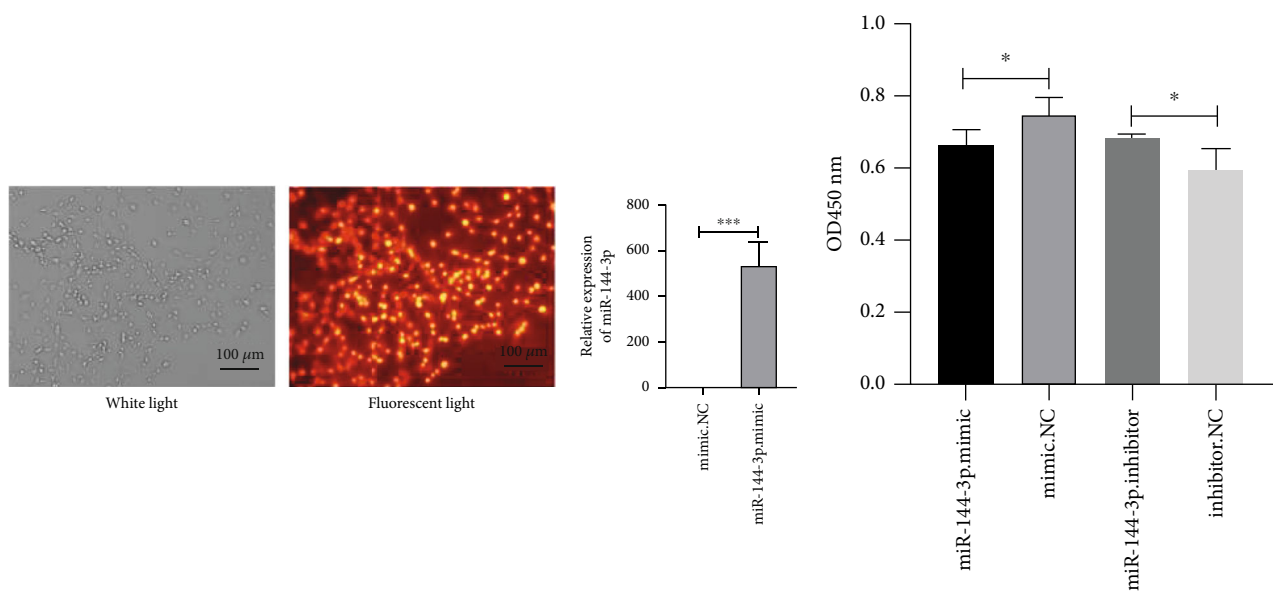 100 μm
White light
100 μm
Fluorescent light
Relative expression
of miR-144-3p
800
600
400
200
0
***
mimic.NC
miR-144-3p.mimic
OD450 nm
1.0
0.8
0.6
0.4
0.2
0.0
*
*
miR-144-3p.mimic
mimic.NC
miR-144-3p.inhibitor
inhibitor.NC